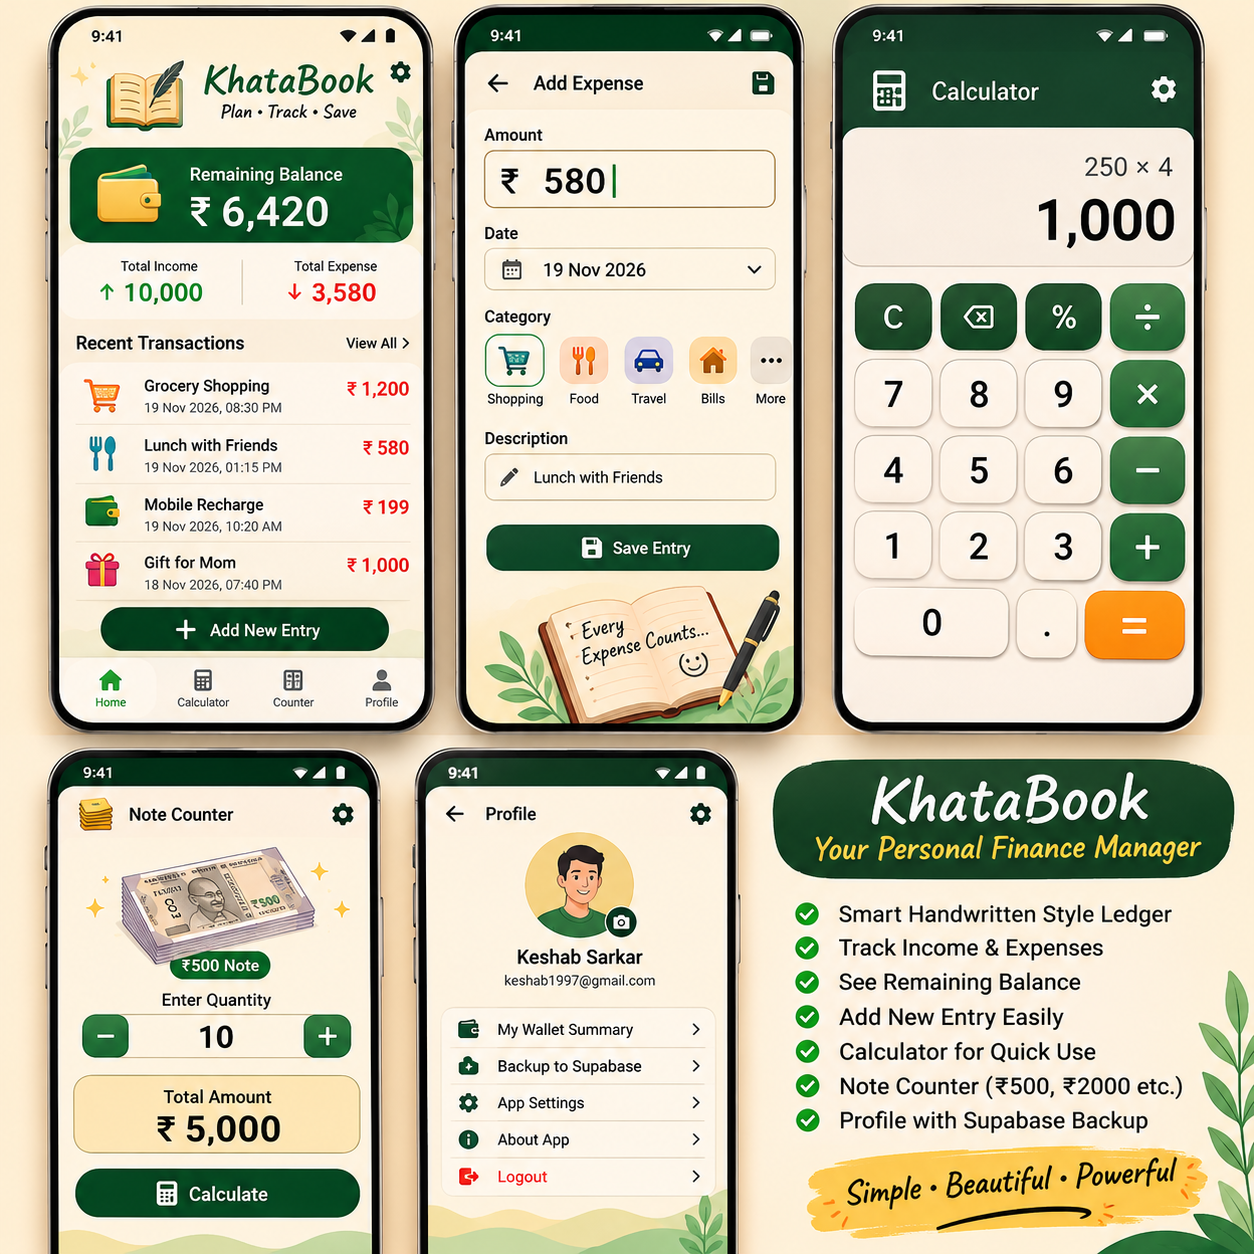 9:41
KhataBook
Plan • Track • Save
Remaining Balance
₹ 6,420
Total Income
↑ 10,000
Total Expense
↓ 3,580
Recent Transactions
View All >
Grocery Shopping
₹ 1,200
19 Nov 2026, 08:30 PM
Lunch with Friends
₹ 580
19 Nov 2026, 01:15 PM
Mobile Recharge
₹ 199
19 Nov 2026, 10:20 AM
Gift for Mom
₹ 1,000
18 Nov 2026, 07:40 PM
+ Add New Entry
Home
Calculator
Counter
Profile
9:41
Add Expense
Amount
₹ 580
Date
19 Nov 2026
Category
Shopping
Food
Travel
Bills
More
Description
Lunch with Friends
Save Entry
Every
Expense Counts...
9:41
Calculator
250 × 4
1,000
C % ÷
7 8 9 ×
4 5 6 −
1 2 3 +
0 . =
9:41
Note Counter
₹500
₹500 Note
Enter Quantity
− 10 +
Total Amount
₹ 5,000
Calculate
9:41
Profile
Keshab Sarkar
keshab1997@gmail.com
My Wallet Summary
Backup to Supabase
App Settings
About App
Logout
KhataBook
Your Personal Finance Manager
Smart Handwritten Style Ledger
Track Income & Expenses
See Remaining Balance
Add New Entry Easily
Calculator for Quick Use
Note Counter (₹500, ₹2000 etc.)
Profile with Supabase Backup
Simple • Beautiful • Powerful